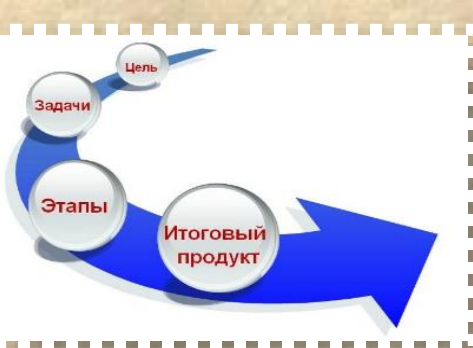 Цель
Задачи
Этапы
Итоговый
продукт